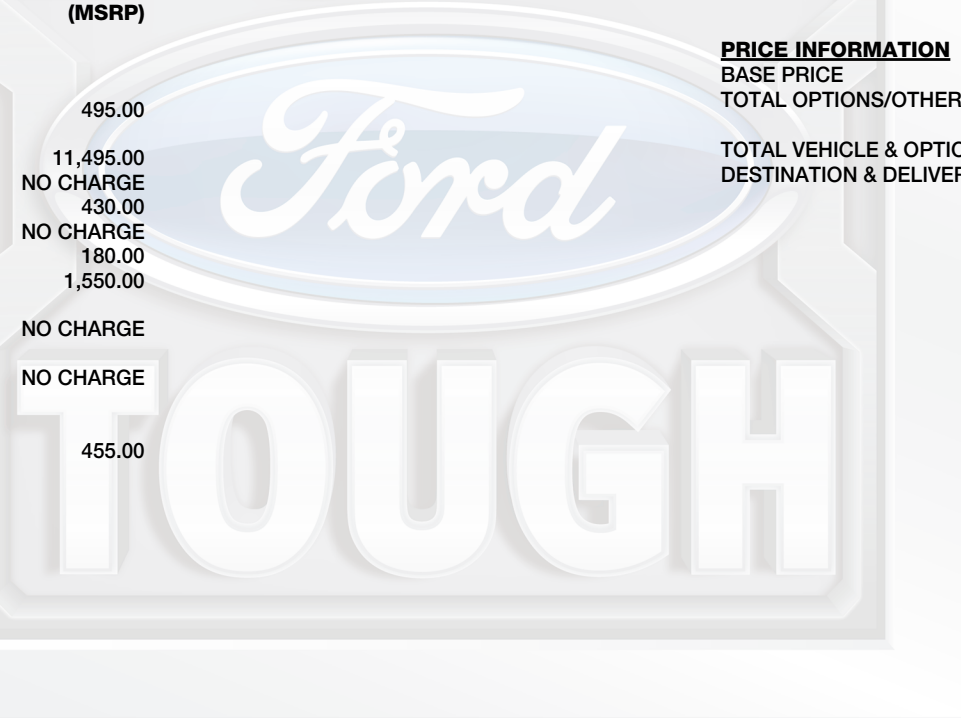 (MSRP)
495.00
11,495.00
NO CHARGE
430.00
NO CHARGE
180.00
1,550.00
NO CHARGE
NO CHARGE
455.00
PRICE INFORMATION
BASE PRICE
TOTAL OPTIONS/OTHER
TOTAL VEHICLE & OPTIO
DESTINATION & DELIVER
Ford
TOUGH